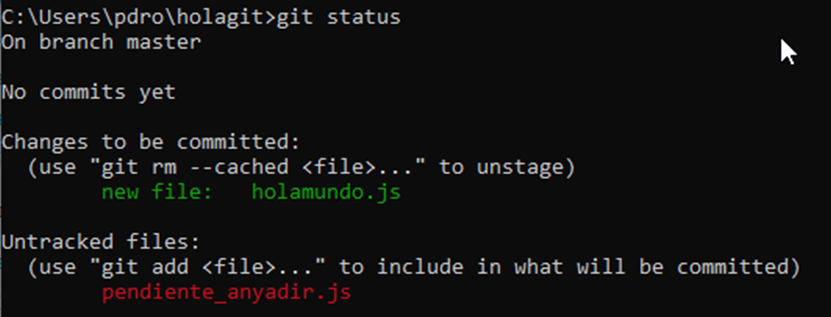 C:\Users\pdro\holagit>git status
On branch master
No commits yet
Changes to be committed:
(use "git rm --cached <file>..." to unstage)
new file:   holamundo.js
Untracked files:
(use "git add <file>..." to include in what will be committed)
pendiente_anyadir.js